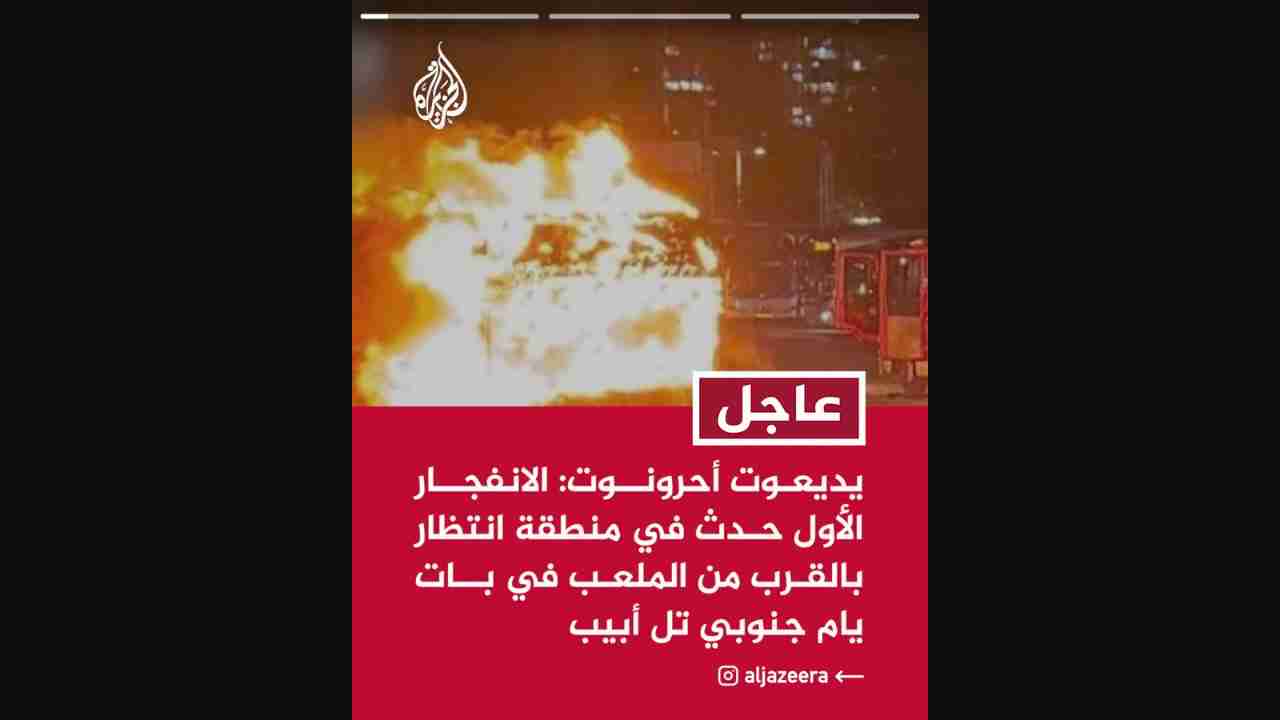 الجزيرة
عاجل
يديعوت أحرونوت: الانفجار
الأول حدث في منطقة انتظار
بالقرب من الملعب في بات
يام جنوبي تل أبيب
aljazeera